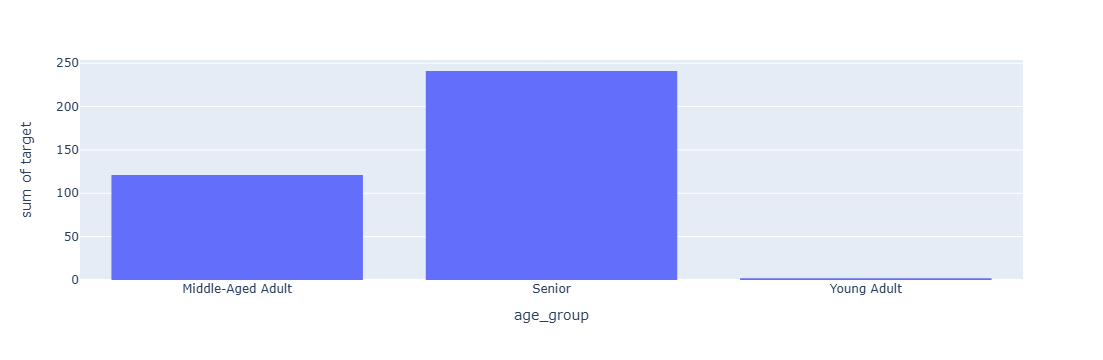 sum of target
250
200
150
100
50
0
Middle-Aged Adult
Senior
Young Adult
age_group